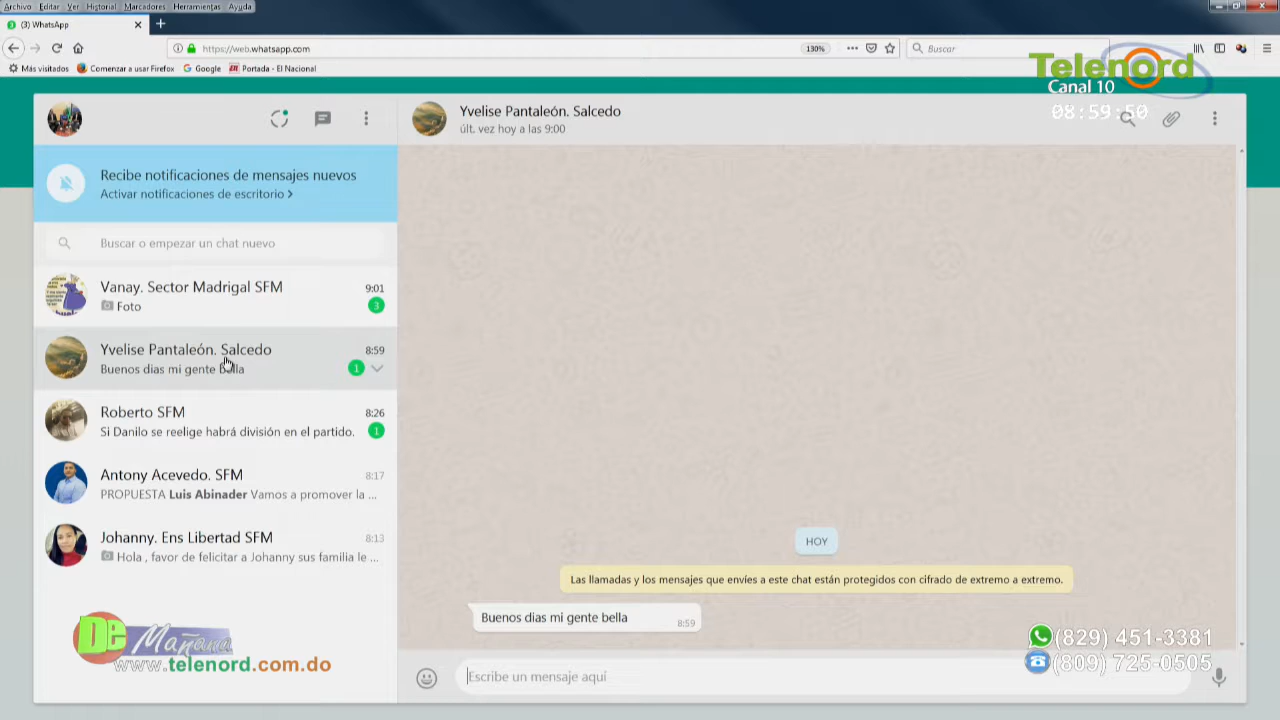 Archivo Editar Ver Historial Marcadores Herramientas Ayuda
(3) WhatsApp
https://web.whatsapp.com
130%
Buscar
Más visitados Comenzar a usar Firefox Google Portada - El Nacional
Telenord
Canal 10
08:59:50
Yvelise Pantaleón. Salcedo
últ. vez hoy a las 9:00
Recibe notificaciones de mensajes nuevos
Activar notificaciones de escritorio >
Buscar o empezar un chat nuevo
Vanay. Sector Madrigal SFM 9:01
Foto 3
Yvelise Pantaleón. Salcedo 8:59
Buenos dias mi gente bella 1
Roberto SFM 8:26
Si Danilo se reelige habrá división en el partido. 1
Antony Acevedo. SFM 8:17
PROPUESTA Luis Abinader Vamos a promover la ...
Johanny. Ens Libertad SFM 8:13
Hola , favor de felicitar a Johanny sus familia le ...
HOY
Las llamadas y los mensajes que envíes a este chat están protegidos con cifrado de extremo a extremo.
Buenos dias mi gente bella 8:59
Escribe un mensaje aquí
De Mañana
www.telenord.com.do
(829) 451-3381
(809) 725-0505